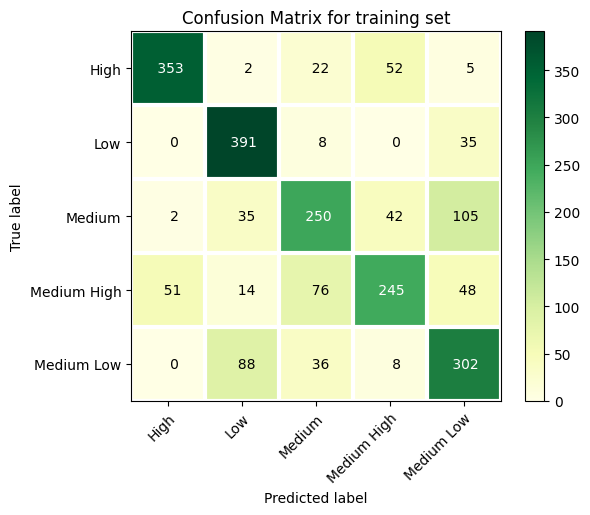 Confusion Matrix for training set
True label
High 353 2 22 52 5
Low 0 391 8 0 35
Medium 2 35 250 42 105
Medium High 51 14 76 245 48
Medium Low 0 88 36 8 302
High Low Medium Medium High Medium Low
Predicted label
350
300
250
200
150
100
50
0